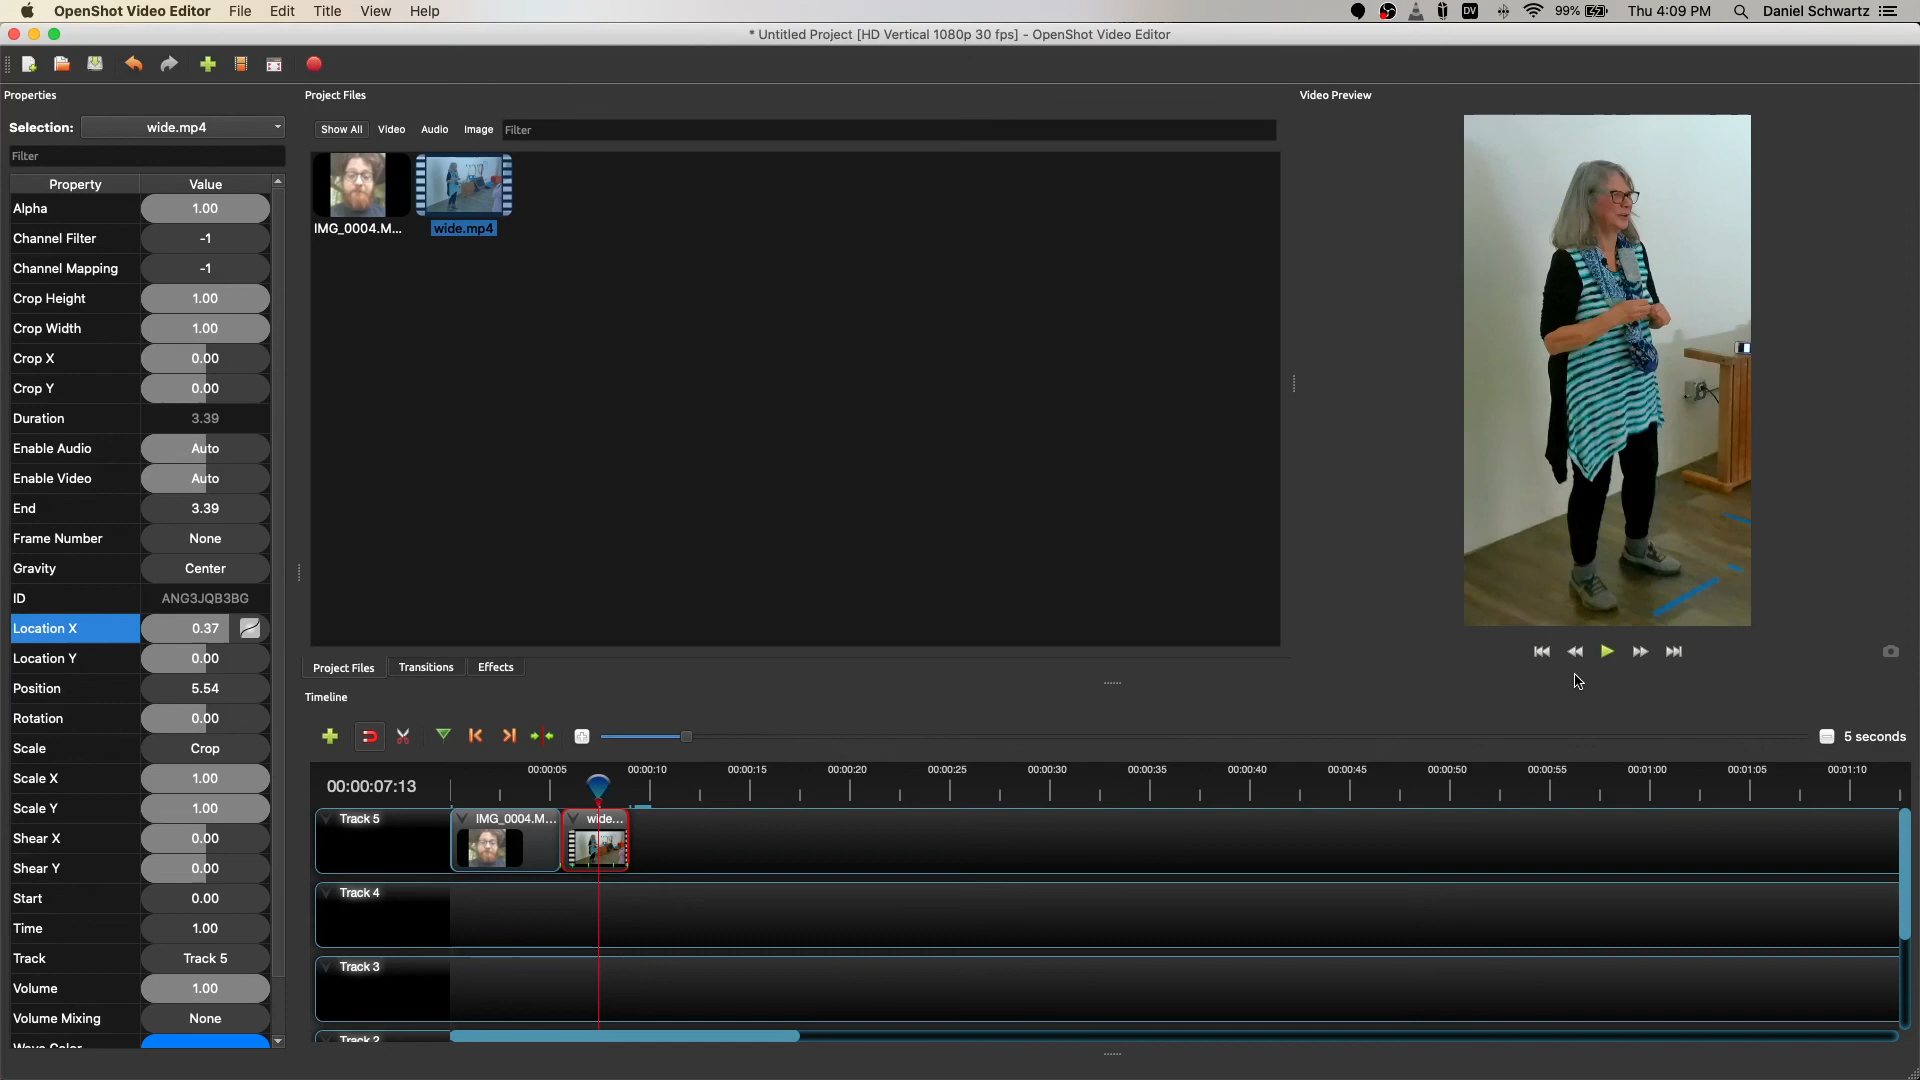 OpenShot Video Editor File Edit Title View Help DV 99% Thu 4:09 PM Daniel Schwartz
* Untitled Project [HD Vertical 1080p 30 fps] - OpenShot Video Editor
Properties
Selection: wide.mp4
Filter
Property Value
Alpha 1.00
Channel Filter -1
Channel Mapping -1
Crop Height 1.00
Crop Width 1.00
Crop X 0.00
Crop Y 0.00
Duration 3.39
Enable Audio Auto
Enable Video Auto
End 3.39
Frame Number None
Gravity Center
ID ANG3JQB3BG
Location X 0.37
Location Y 0.00
Position 5.54
Rotation 0.00
Scale Crop
Scale X 1.00
Scale Y 1.00
Shear X 0.00
Shear Y 0.00
Start 0.00
Time 1.00
Track Track 5
Volume 1.00
Volume Mixing None
Wave Color
Project Files
Show All Video Audio Image Filter
IMG_0004.M... wide.mp4
Project Files Transitions Effects
Video Preview
Timeline
5 seconds
00:00:07:13
00:00:05 00:00:10 00:00:15 00:00:20 00:00:25 00:00:30 00:00:35 00:00:40 00:00:45 00:00:50 00:00:55 00:01:00 00:01:05 00:01:10
Track 5 IMG_0004.M... wide...
Track 4
Track 3
Track 2